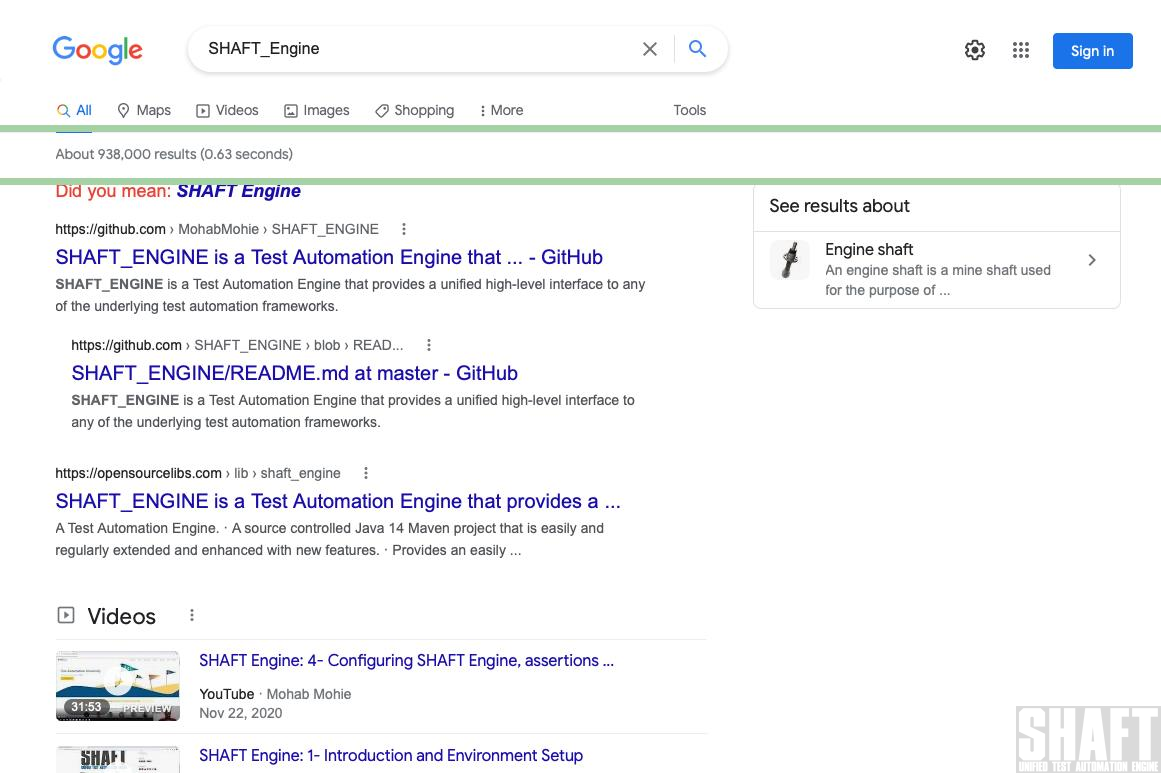 Google
SHAFT_Engine
Sign in
All
Maps
Videos
Images
Shopping
More
Tools
About 938,000 results (0.63 seconds)
Did you mean: SHAFT Engine
https://github.com › MohabMohie › SHAFT_ENGINE
SHAFT_ENGINE is a Test Automation Engine that ... - GitHub
SHAFT_ENGINE is a Test Automation Engine that provides a unified high-level interface to any
of the underlying test automation frameworks.
https://github.com › SHAFT_ENGINE › blob › READ...
SHAFT_ENGINE/README.md at master - GitHub
SHAFT_ENGINE is a Test Automation Engine that provides a unified high-level interface to
any of the underlying test automation frameworks.
https://opensourcelibs.com › lib › shaft_engine
SHAFT_ENGINE is a Test Automation Engine that provides a ...
A Test Automation Engine. · A source controlled Java 14 Maven project that is easily and
regularly extended and enhanced with new features. · Provides an easily ...
Videos
31:53
PREVIEW
SHAFT Engine: 4- Configuring SHAFT Engine, assertions ...
YouTube · Mohab Mohie
Nov 22, 2020
SHAFT
SHAFT Engine: 1- Introduction and Environment Setup
See results about
Engine shaft
An engine shaft is a mine shaft used
for the purpose of ...
SHAFT
UNIFIED TEST AUTOMATION ENGINE